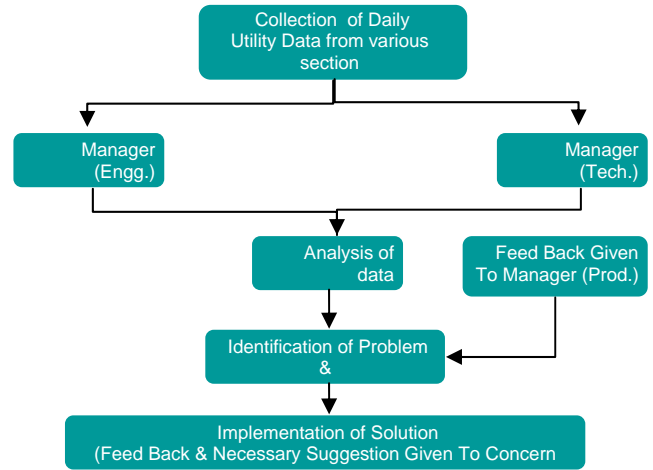 Collection of Daily
Utility Data from various
section
Manager
(Engg.)
Manager
(Tech.)
Analysis of
data
Feed Back Given
To Manager (Prod.)
Identification of Problem
&
Implementation of Solution
(Feed Back & Necessary Suggestion Given To Concern